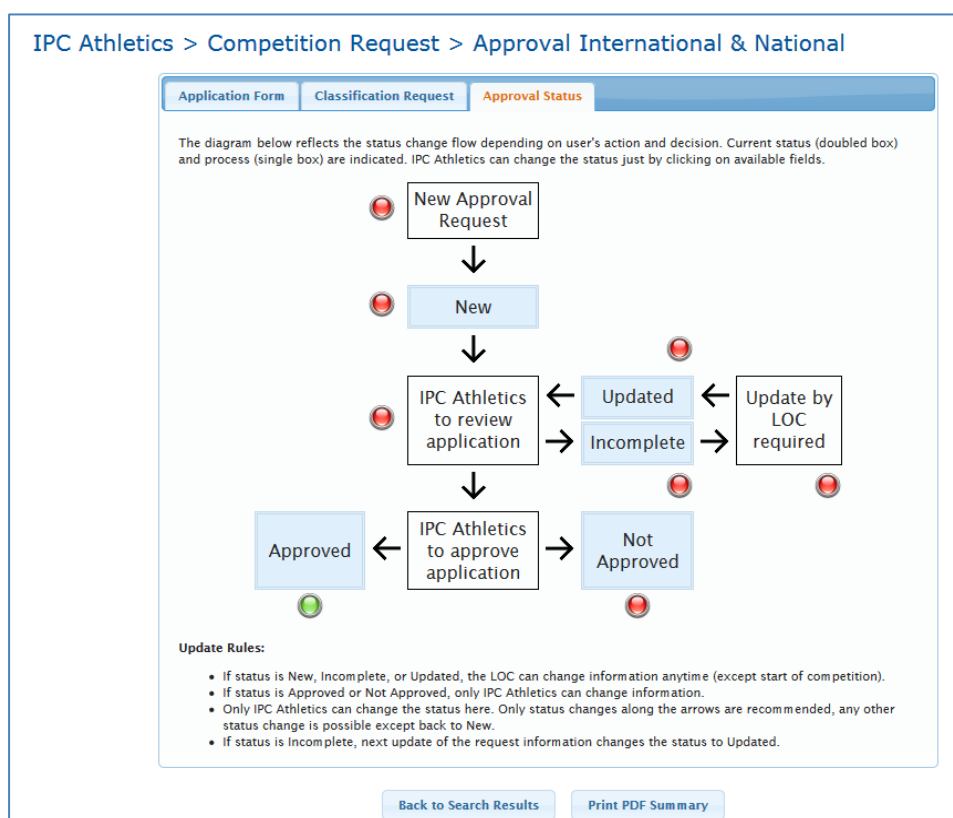 IPC Athletics > Competition Request > Approval International & National
Application Form
Classification Request
Approval Status
The diagram below reflects the status change flow depending on user's action and decision. Current status (doubled box)
and process (single box) are indicated. IPC Athletics can change the status just by clicking on available fields.
New Approval
Request
New
IPC Athletics
to review
application
Updated
Incomplete
Update by
LOC
required
Approved
IPC Athletics
to approve
application
Not
Approved
Update Rules:
• If status is New, Incomplete, or Updated, the LOC can change information anytime (except start of competition).
• If status is Approved or Not Approved, only IPC Athletics can change information.
• Only IPC Athletics can change the status here. Only status changes along the arrows are recommended, any other
status change is possible except back to New.
• If status is Incomplete, next update of the request information changes the status to Updated.
Back to Search Results
Print PDF Summary